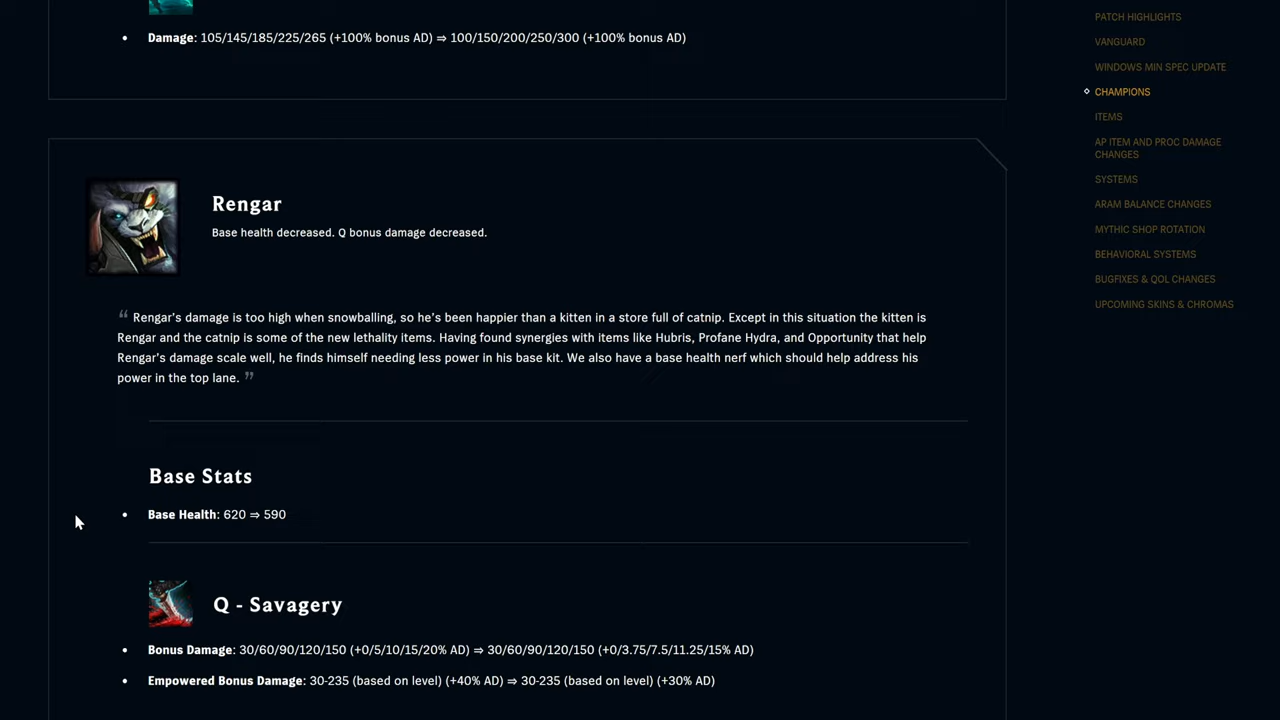 • Damage: 105/145/185/225/265 (+100% bonus AD) ⇒ 100/150/200/250/300 (+100% bonus AD)
Rengar
Base health decreased. Q bonus damage decreased.
“ Rengar's damage is too high when snowballing, so he's been happier than a kitten in a store full of catnip. Except in this situation the kitten is
Rengar and the catnip is some of the new lethality items. Having found synergies with items like Hubris, Profane Hydra, and Opportunity that help
Rengar's damage scale well, he finds himself needing less power in his base kit. We also have a base health nerf which should help address his
power in the top lane. ”
Base Stats
• Base Health: 620 ⇒ 590
Q - Savagery
• Bonus Damage: 30/60/90/120/150 (+0/5/10/15/20% AD) ⇒ 30/60/90/120/150 (+0/3.75/7.5/11.25/15% AD)
• Empowered Bonus Damage: 30-235 (based on level) (+40% AD) ⇒ 30-235 (based on level) (+30% AD)
PATCH HIGHLIGHTS
VANGUARD
WINDOWS MIN SPEC UPDATE
CHAMPIONS
ITEMS
AP ITEM AND PROC DAMAGE
CHANGES
SYSTEMS
ARAM BALANCE CHANGES
MYTHIC SHOP ROTATION
BEHAVIORAL SYSTEMS
BUGFIXES & QOL CHANGES
UPCOMING SKINS & CHROMAS